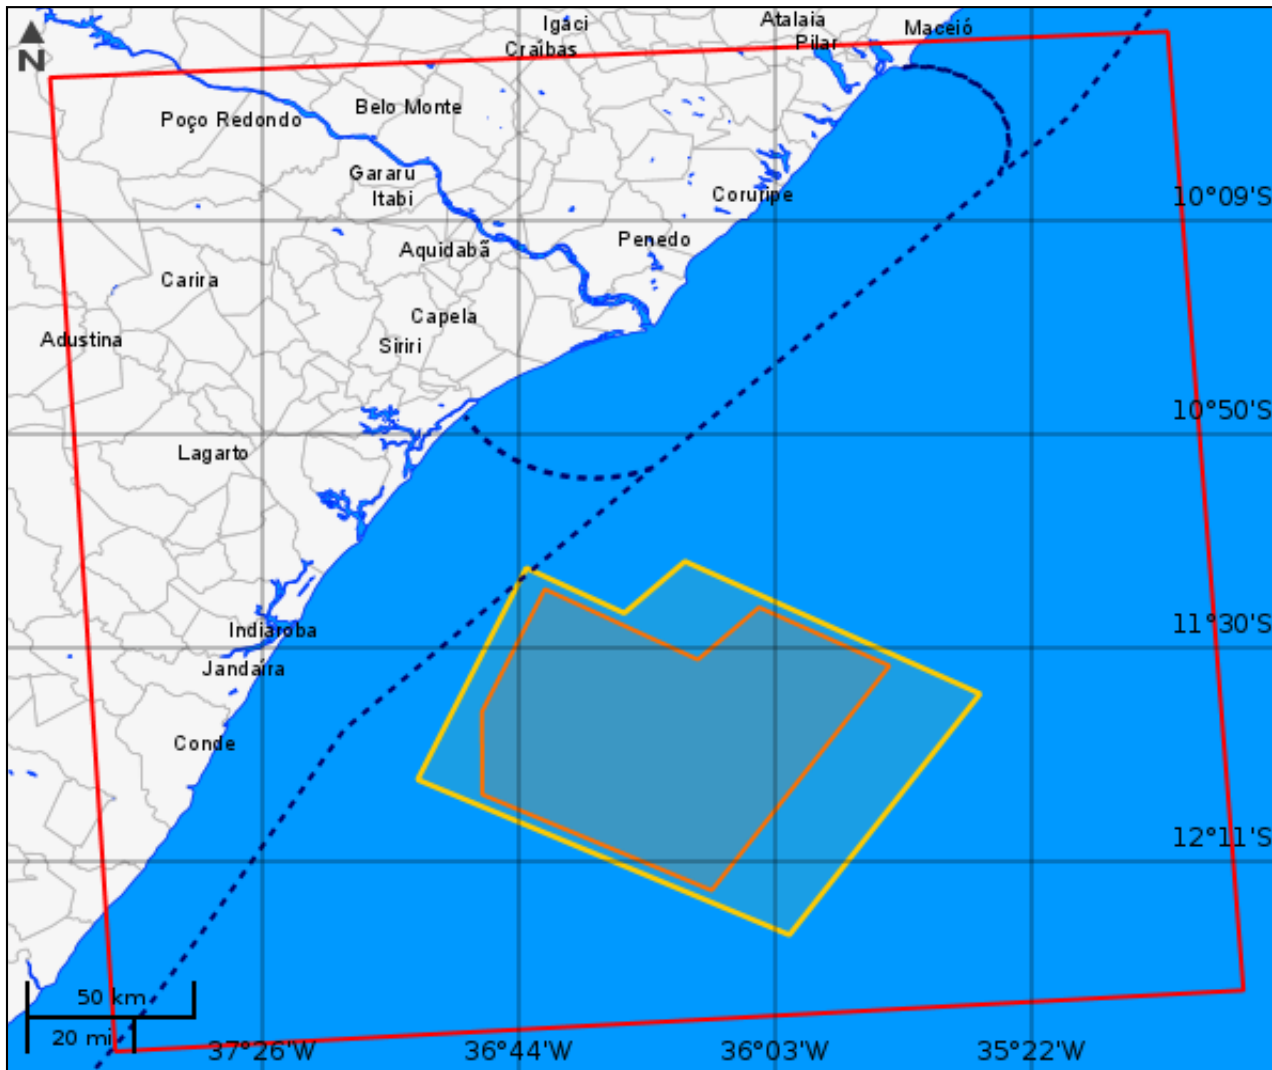 N
Igaci
Craíbas
Atalaia
Pilar
Maceió
Poço Redondo
Belo Monte
Gararu
Itabi
Coruripe
10°09'S
Aquidabã
Penedo
Carira
Capela
Siriri
Adustina
10°50'S
Lagarto
Indiaroba
11°30'S
Jandaíra
Conde
12°11'S
50 km
20 mi
37°26'W
36°44'W
36°03'W
35°22'W